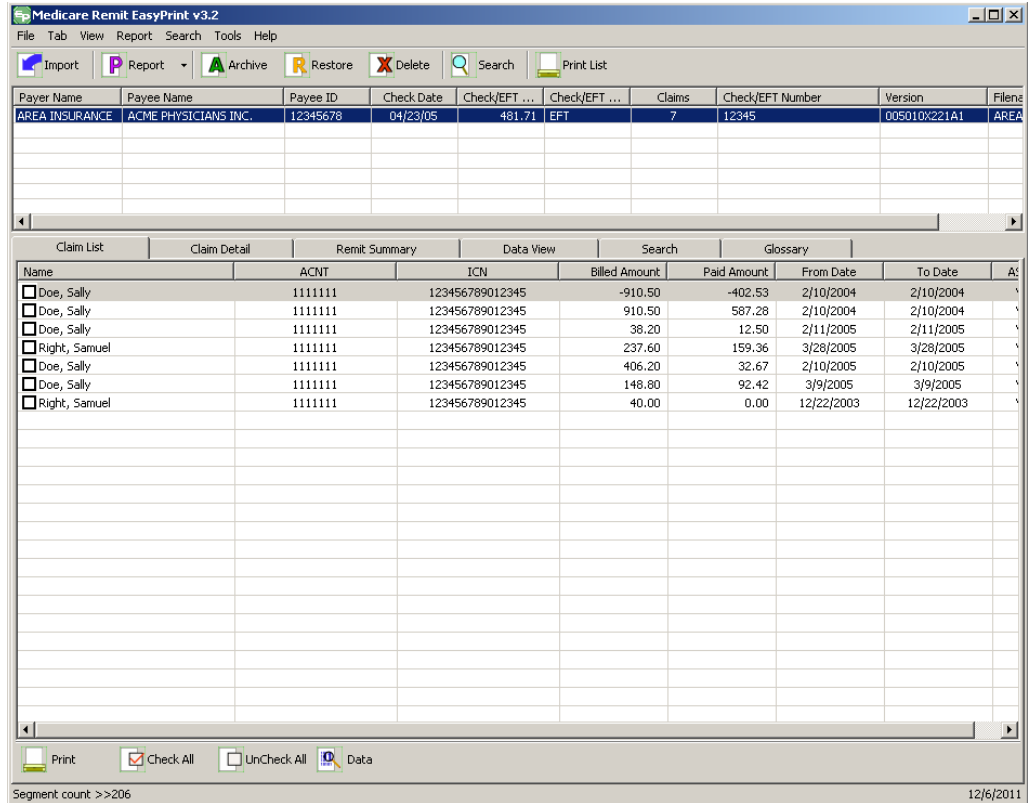 Medicare Remit EasyPrint v3.2
File Tab View Report Search Tools Help
Import Report Archive Restore Delete Search Print List
Payer Name Payee Name Payee ID Check Date Check/EFT ... Check/EFT ... Claims Check/EFT Number Version Filena
AREA INSURANCE ACME PHYSICIANS INC. 12345678 04/23/05 481.71 EFT 7 12345 005010X221A1 AREA
Claim List Claim Detail Remit Summary Data View Search Glossary
Name ACNT ICN Billed Amount Paid Amount From Date To Date AS
Doe, Sally 1111111 123456789012345 -910.50 -402.53 2/10/2004 2/10/2004
Doe, Sally 1111111 123456789012345 910.50 587.28 2/10/2004 2/10/2004
Doe, Sally 1111111 123456789012345 38.20 12.50 2/11/2005 2/11/2005
Right, Samuel 1111111 123456789012345 237.60 159.36 3/28/2005 3/28/2005
Doe, Sally 1111111 123456789012345 406.20 32.67 2/10/2005 2/10/2005
Doe, Sally 1111111 123456789012345 148.80 92.42 3/9/2005 3/9/2005
Right, Samuel 1111111 123456789012345 40.00 0.00 12/22/2003 12/22/2003
Print Check All UnCheck All Data
Segment count >>206 12/6/2011